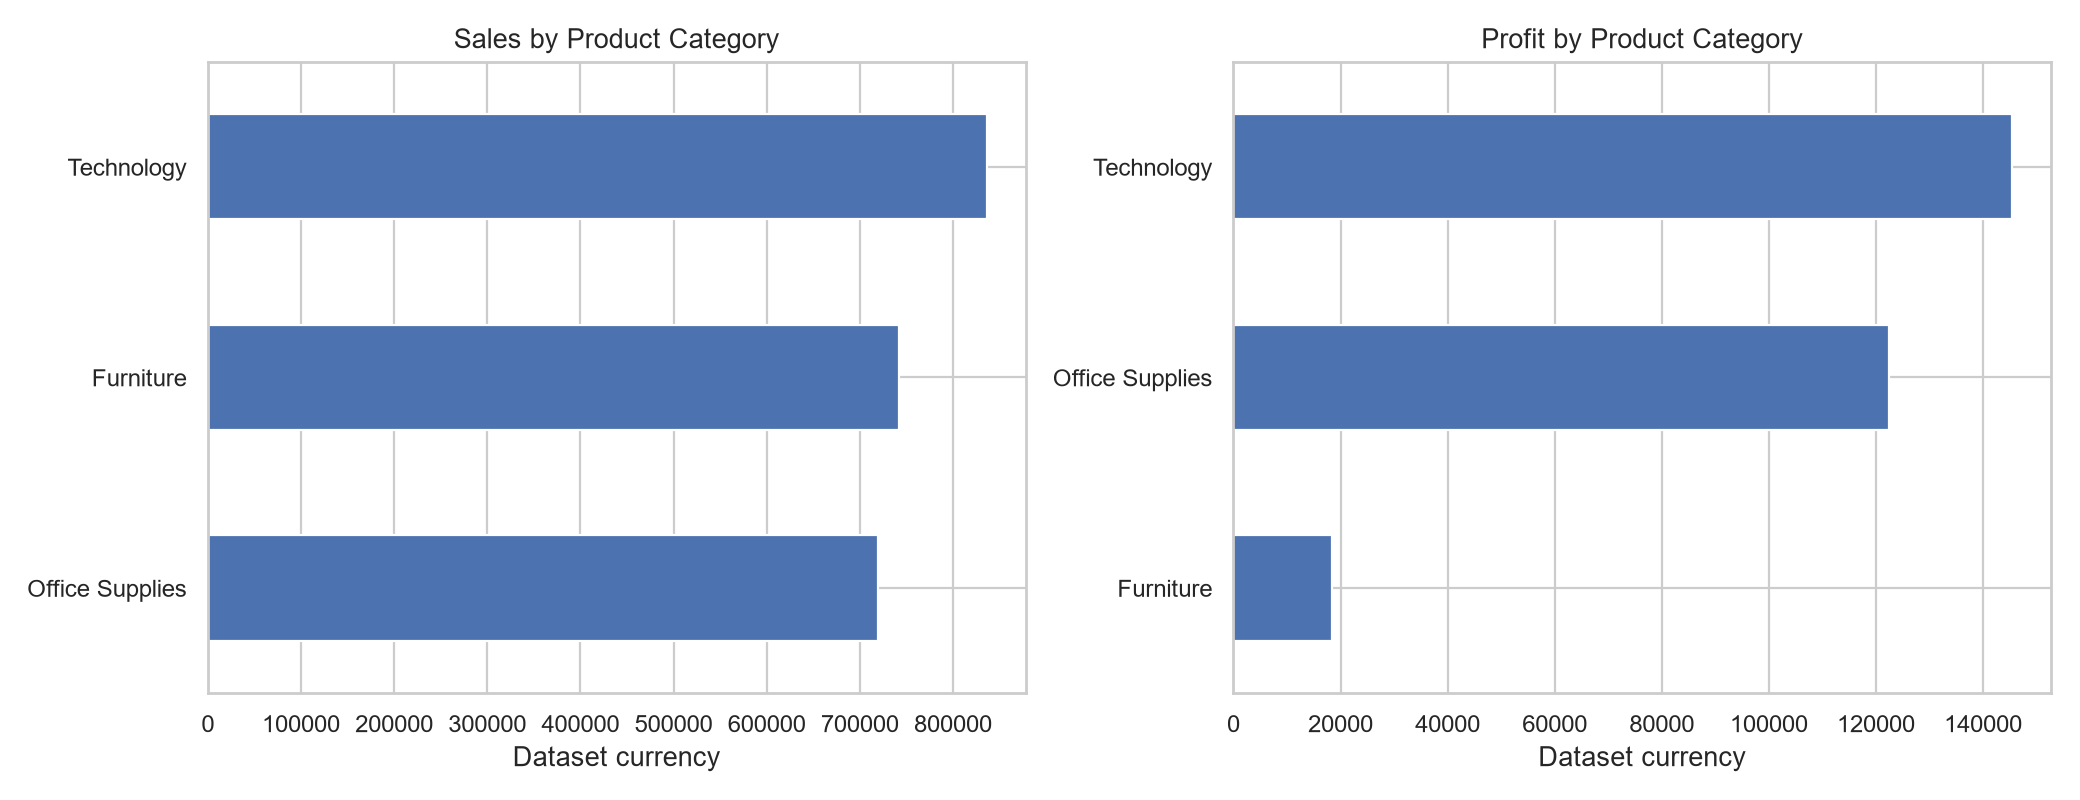 Sales by Product Category
Technology
Furniture
Office Supplies
0 100000 200000 300000 400000 500000 600000 700000 800000
Dataset currency
Profit by Product Category
Technology
Office Supplies
Furniture
0 20000 40000 60000 80000 100000 120000 140000
Dataset currency